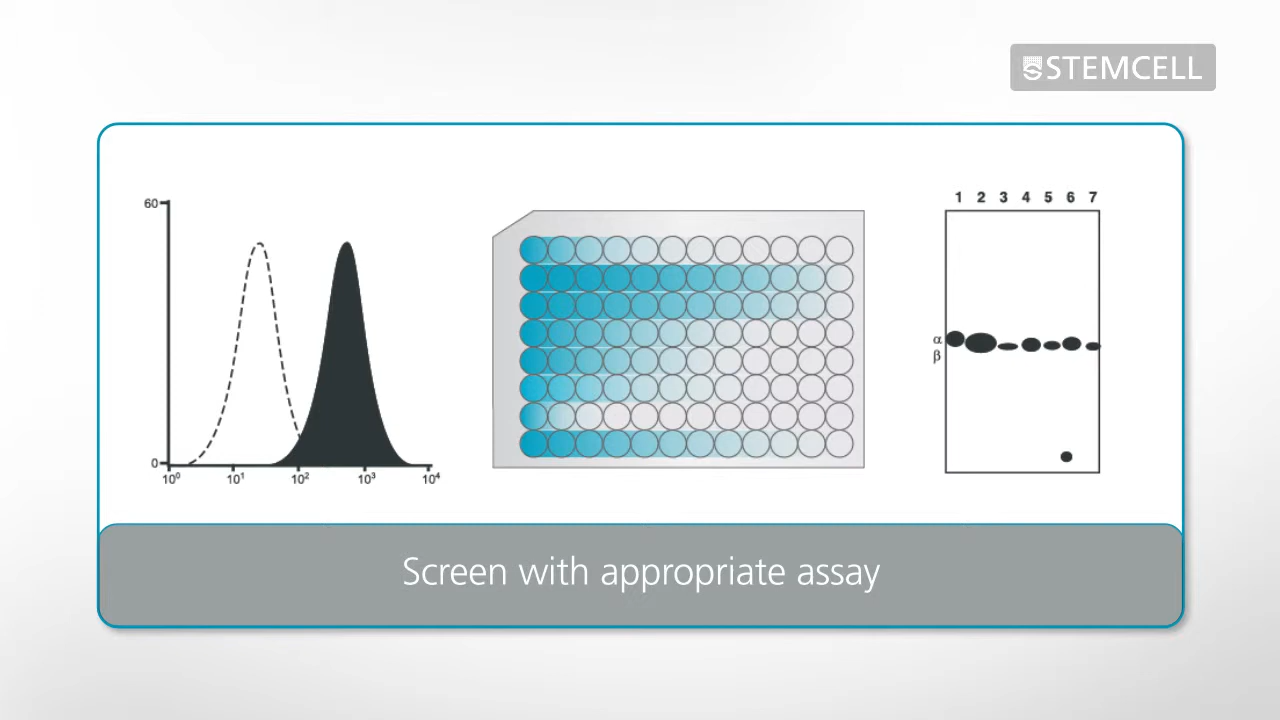 STEMCELL
1 2 3 4 5 6 7
60
α
β
0
10⁰ 10¹ 10² 10³ 10⁴
Screen with appropriate assay